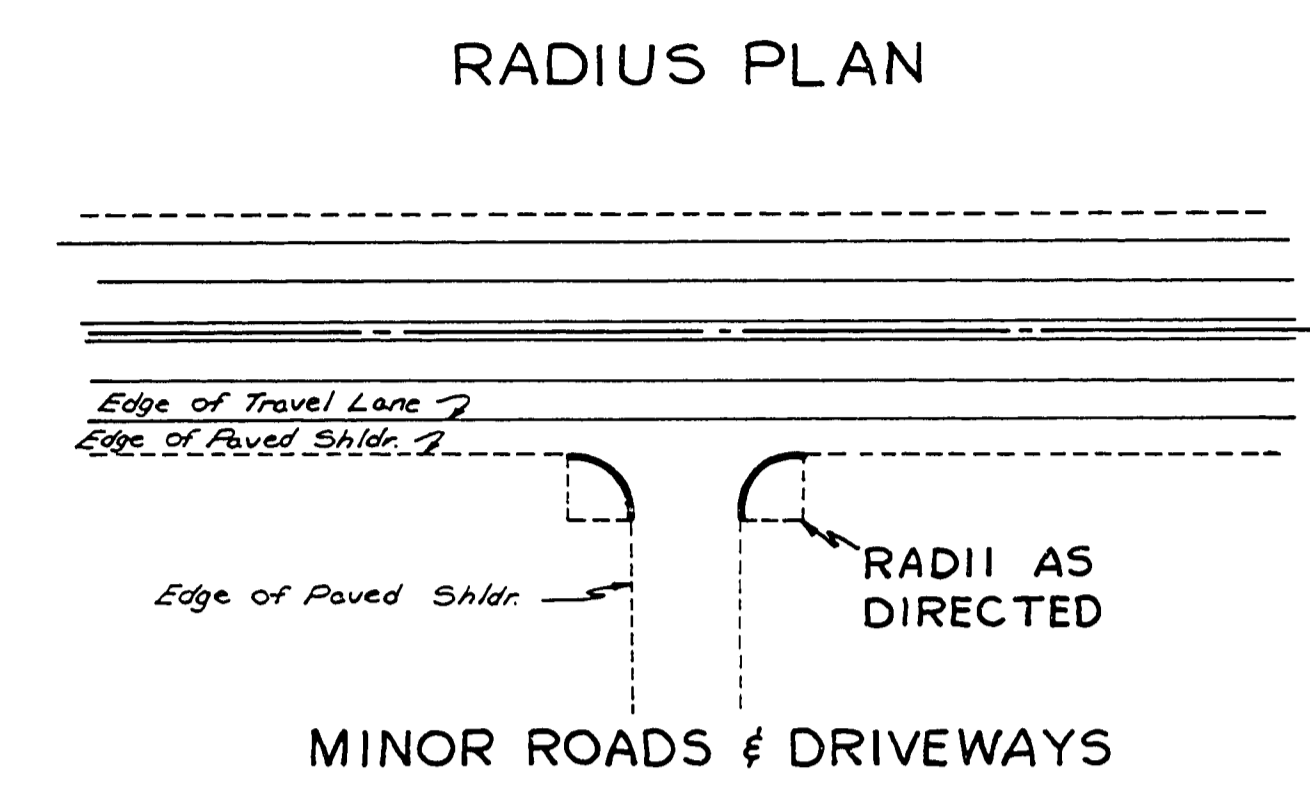 RADIUS PLAN
Edge of Travel Lane
Edge of Paved Shldr.
Edge of Paved Shldr.
RADII AS
DIRECTED
MINOR ROADS & DRIVEWAYS